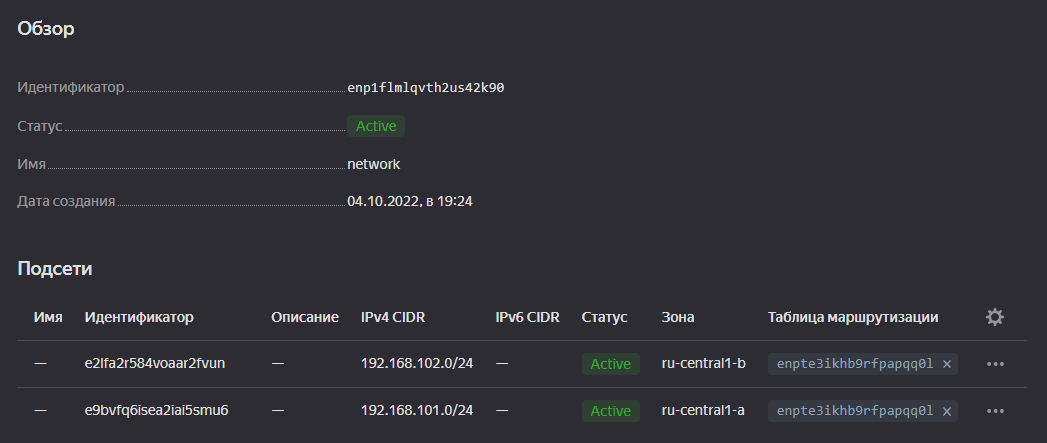 Обзор
Идентификатор enp1flmlqvth2us42k90
Статус Active
Имя network
Дата создания 04.10.2022, в 19:24
Подсети
Имя Идентификатор Описание IPv4 CIDR IPv6 CIDR Статус Зона Таблица маршрутизации
— e2lfa2r584voaar2fvun — 192.168.102.0/24 — Active ru-central1-b enpte3ikhb9rfpapqq0l ×
— e9bvfq6isea2iai5smu6 — 192.168.101.0/24 — Active ru-central1-a enpte3ikhb9rfpapqq0l ×